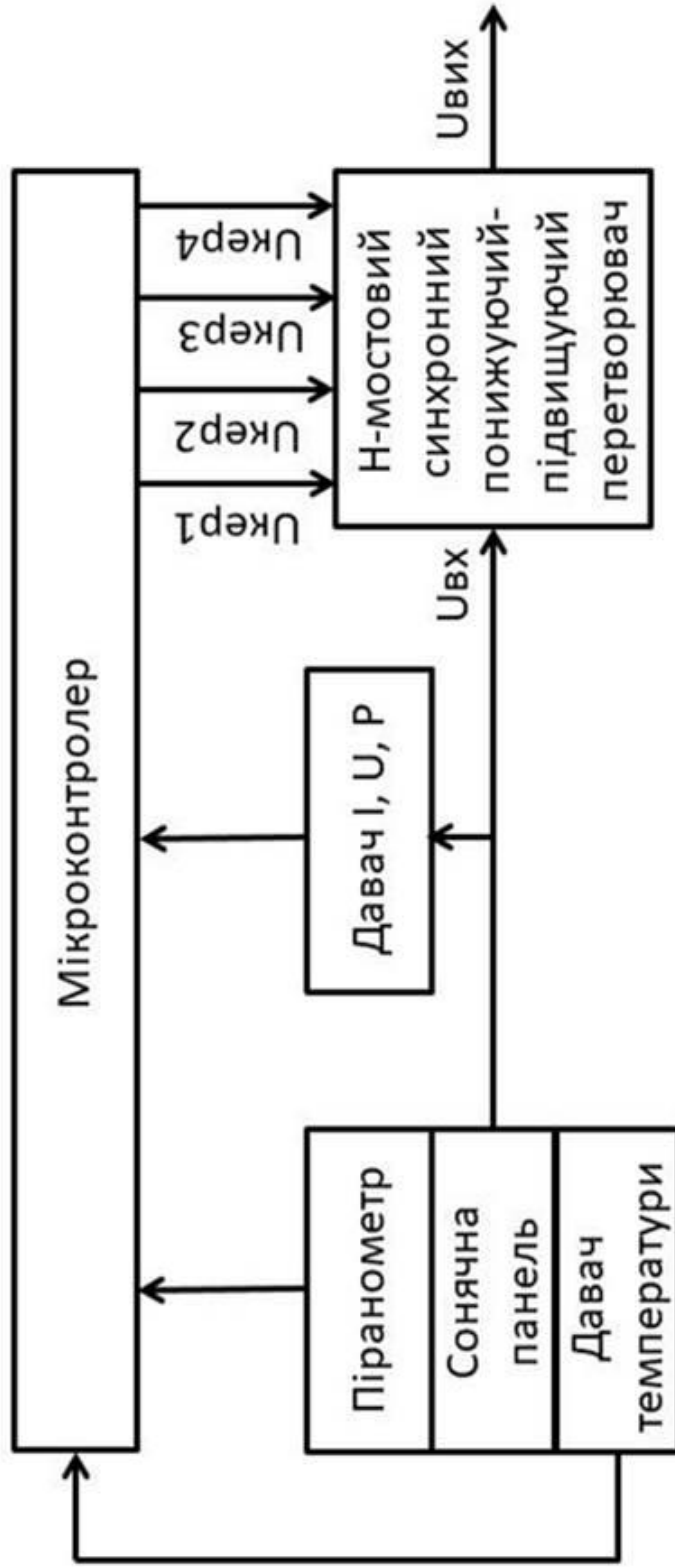 Мікроконтролер
Uкер1
Uкер2
Uкер3
Uкер4
Піранометр
Сонячна
панель
Давач
температури
Давач I, U, P
Uвх
Н-мостовий
синхронний
понижуючий-
підвищуючий
перетворювач
Uвих